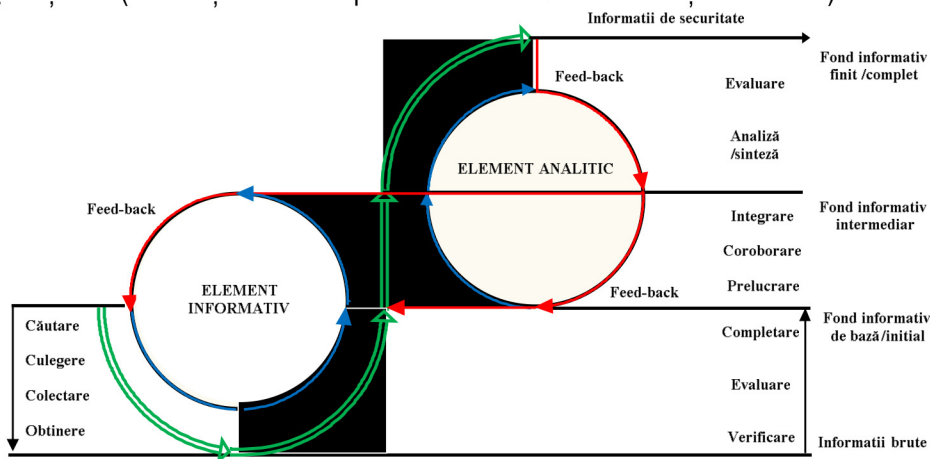 Informatii de securitate
Fond informativ
finit /complet
Feed-back
Evaluare
Analiză
/sinteză
ELEMENT ANALITIC
Feed-back
Fond informativ
intermediar
Integrare
Coroborare
Prelucrare
ELEMENT
INFORMATIV
Feed-back
Fond informativ
de bază/initial
Căutare
Culegere
Colectare
Obtinere
Completare
Evaluare
Verificare
Informatii brute